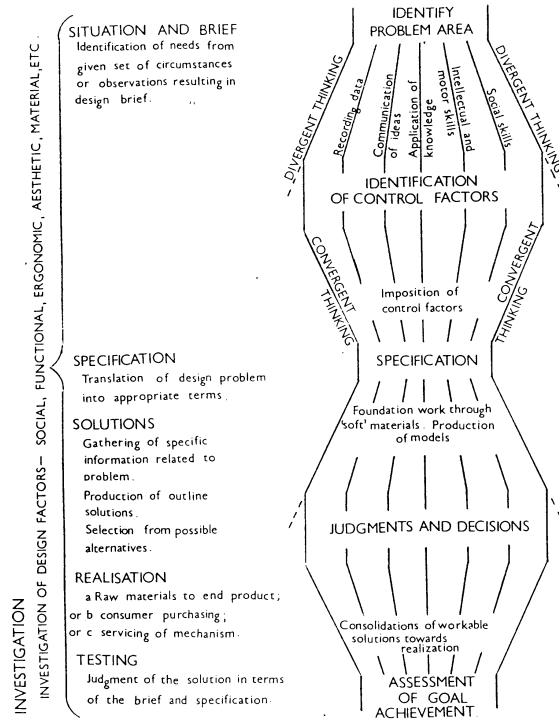 INVESTIGATION
INVESTIGATION OF DESIGN FACTORS— SOCIAL, FUNCTIONAL, ERGONOMIC, AESTHETIC, MATERIAL, ETC.
SITUATION AND BRIEF
Identification of needs from
given set of circumstances
or observations resulting in
design brief.
SPECIFICATION
Translation of design problem
into appropriate terms.
SOLUTIONS
Gathering of specific
information related to
problem.
Production of outline
solutions.
Selection from possible
alternatives.
REALISATION
a Raw materials to end product;
or b consumer purchasing;
or c servicing of mechanism.
TESTING
Judgment of the solution in terms
of the brief and specification.
IDENTIFY
PROBLEM AREA
DIVERGENT THINKING
Recording data
Communication
of ideas
Application of
knowledge
Intellectual and
motor skills
Social skills
DIVERGENT THINKING
IDENTIFICATION
OF CONTROL FACTORS
CONVERGENT
THINKING
Imposition of
control factors
CONVERGENT
THINKING
SPECIFICATION
Foundation work through
'soft' materials. Production
of models
JUDGMENTS AND DECISIONS
Consolidations of workable
solutions towards
realization
ASSESSMENT
OF GOAL
ACHIEVEMENT.